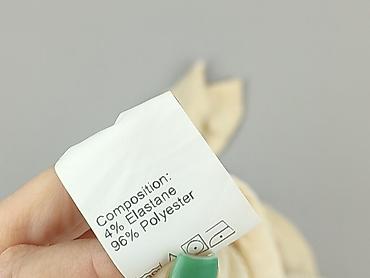 Composition:
4% Elastane
96% Polyester